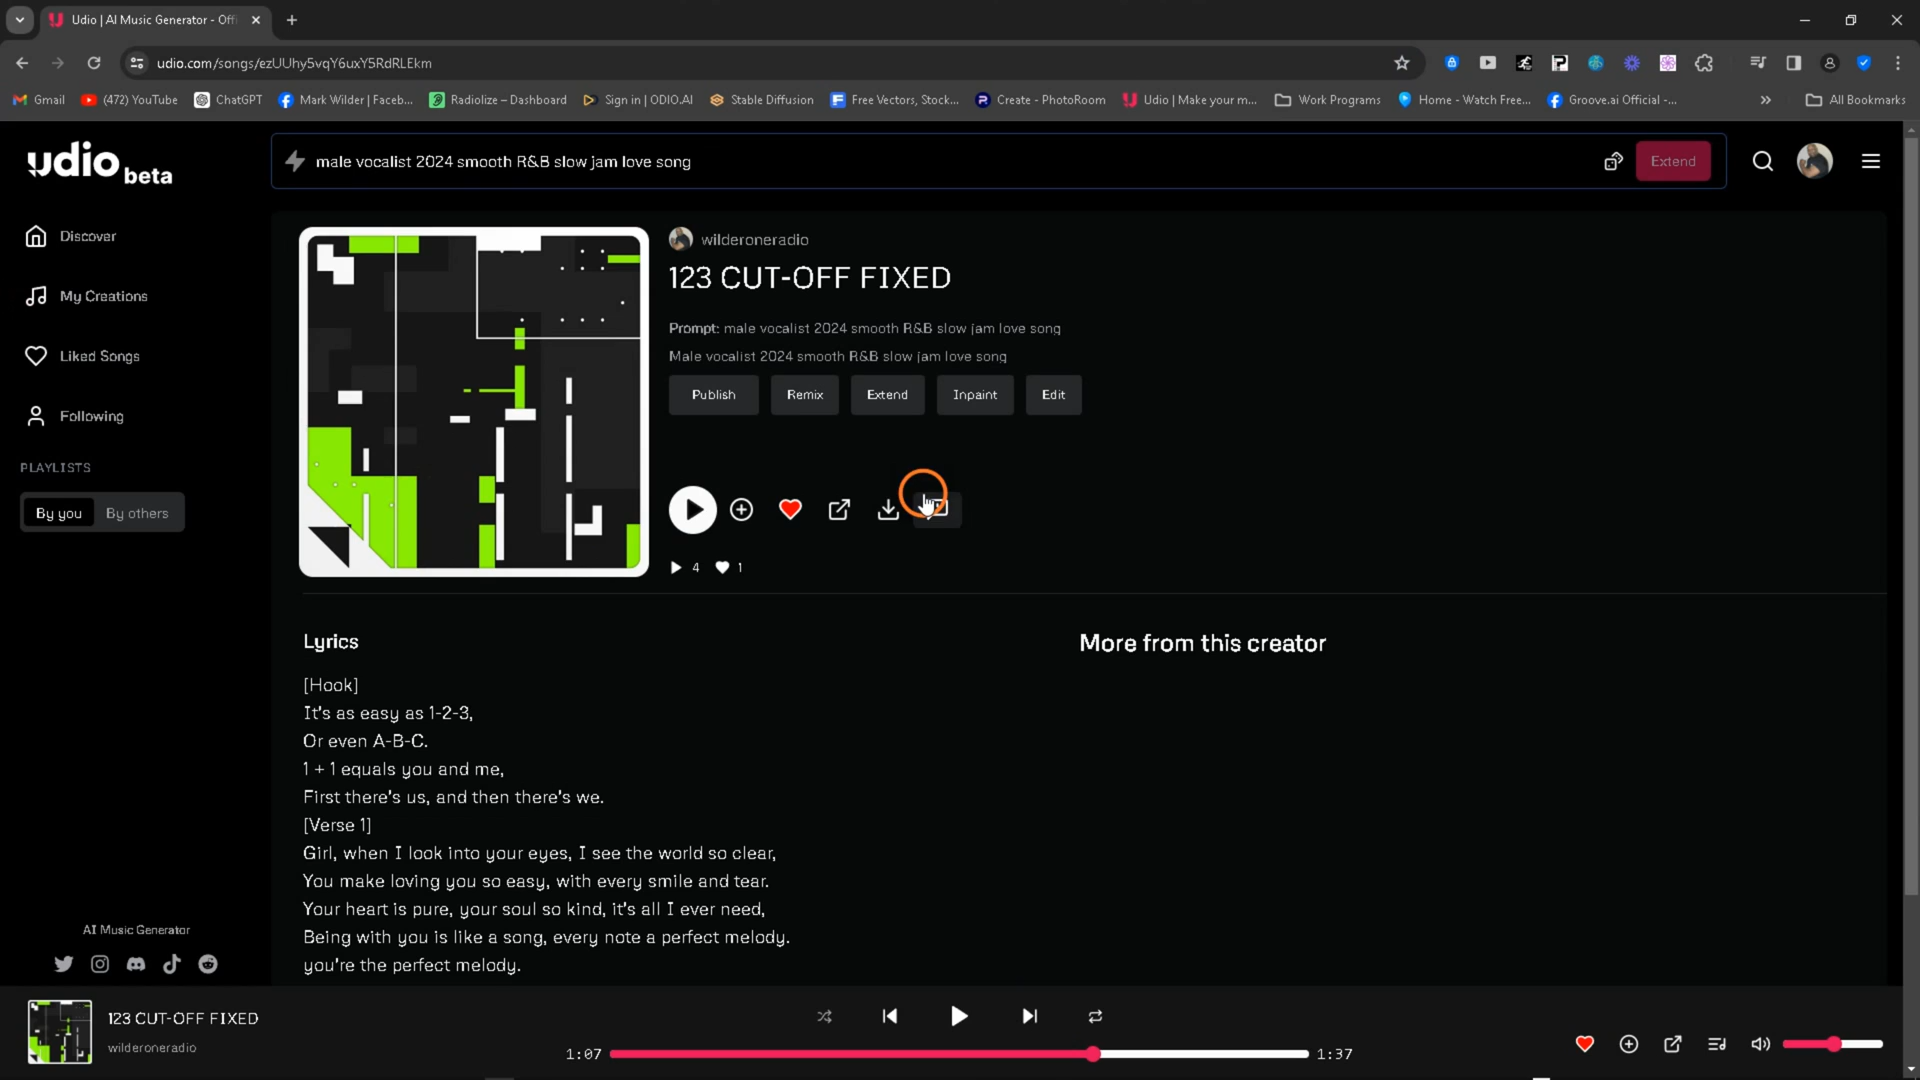 Udio | AI Music Generator - Offi
udio.com/songs/ezUUhy5vqY6uxY5RdRLEkm
Gmail
(472) YouTube
ChatGPT
Mark Wilder | Faceb...
Radiolize – Dashboard
Sign in | ODIO.AI
Stable Diffusion
Free Vectors, Stock...
Create - PhotoRoom
Udio | Make your m...
Work Programs
Home - Watch Free...
Groove.ai Official -...
All Bookmarks
udio beta
male vocalist 2024 smooth R&B slow jam love song
Extend
Discover
My Creations
Liked Songs
Following
PLAYLISTS
By you
By others
wilderoneradio
123 CUT-OFF FIXED
Prompt: male vocalist 2024 smooth R&B slow jam love song
Male vocalist 2024 smooth R&B slow jam love song
Publish
Remix
Extend
Inpaint
Edit
4
1
Lyrics
[Hook]
It's as easy as 1-2-3,
Or even A-B-C.
1 + 1 equals you and me,
First there's us, and then there's we.
[Verse 1]
Girl, when I look into your eyes, I see the world so clear,
You make loving you so easy, with every smile and tear.
Your heart is pure, your soul so kind, it's all I ever need,
Being with you is like a song, every note a perfect melody.
you're the perfect melody.
More from this creator
AI Music Generator
123 CUT-OFF FIXED
wilderoneradio
1:07
1:37